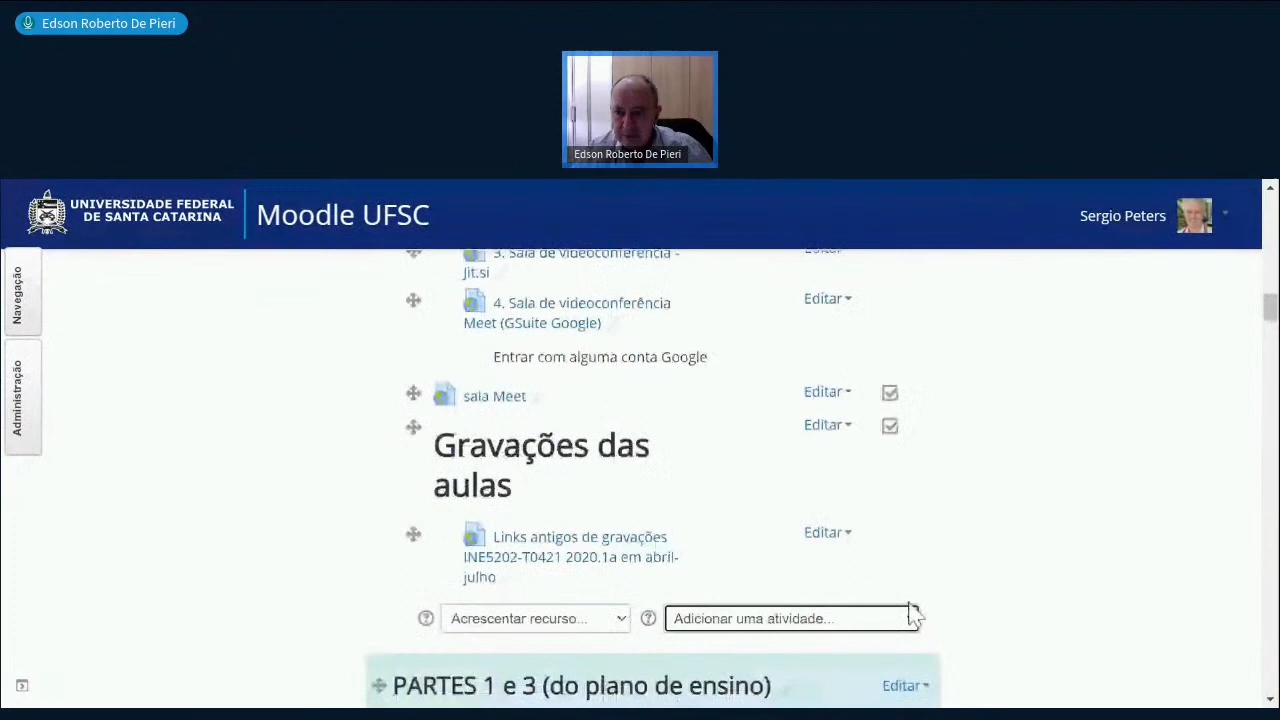 Edson Roberto De Pieri
Edson Roberto De Pieri
UNIVERSIDADE FEDERAL
DE SANTA CATARINA
Moodle UFSC
Sergio Peters
Navegação
Administração
3. Sala de videoconferência -
Jit.si
Editar
4. Sala de videoconferência
Meet (GSuite Google)
Editar
Entrar com alguma conta Google
sala Meet
Editar
Gravações das
aulas
Editar
Links antigos de gravações
INE5202-T0421 2020.1a em abril-
julho
Editar
Acrescentar recurso...
Adicionar uma atividade...
PARTES 1 e 3 (do plano de ensino)
Editar